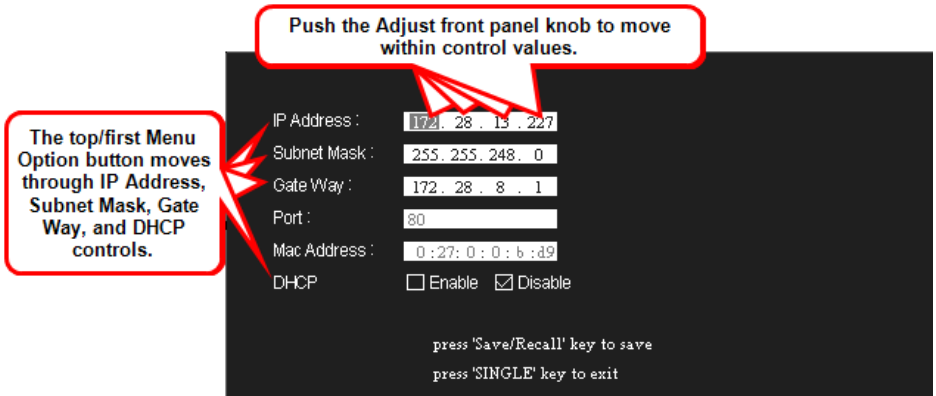 Push the Adjust front panel knob to move
within control values.
The top/first Menu
Option button moves
through IP Address,
Subnet Mask, Gate
Way, and DHCP
controls.
IP Address : 172. 28 . 13 . 227
Subnet Mask : 255. 255. 248. 0
Gate Way : 172. 28 . 8 . 1
Port : 80
Mac Address : 0 :27: 0 : 0 : b :d9
DHCP Enable Disable
press 'Save/Recall' key to save
press 'SINGLE' key to exit